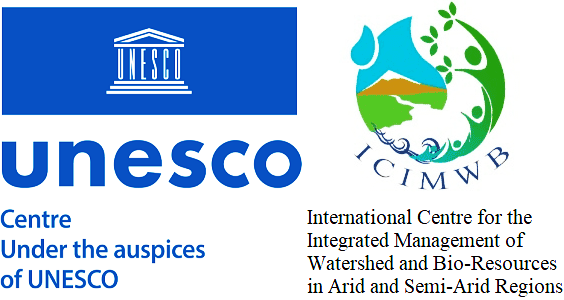 UNESCO
unesco
Centre
Under the auspices
of UNESCO
ICIMWB
International Centre for the
Integrated Management of
Watershed and Bio-Resources
in Arid and Semi-Arid Regions